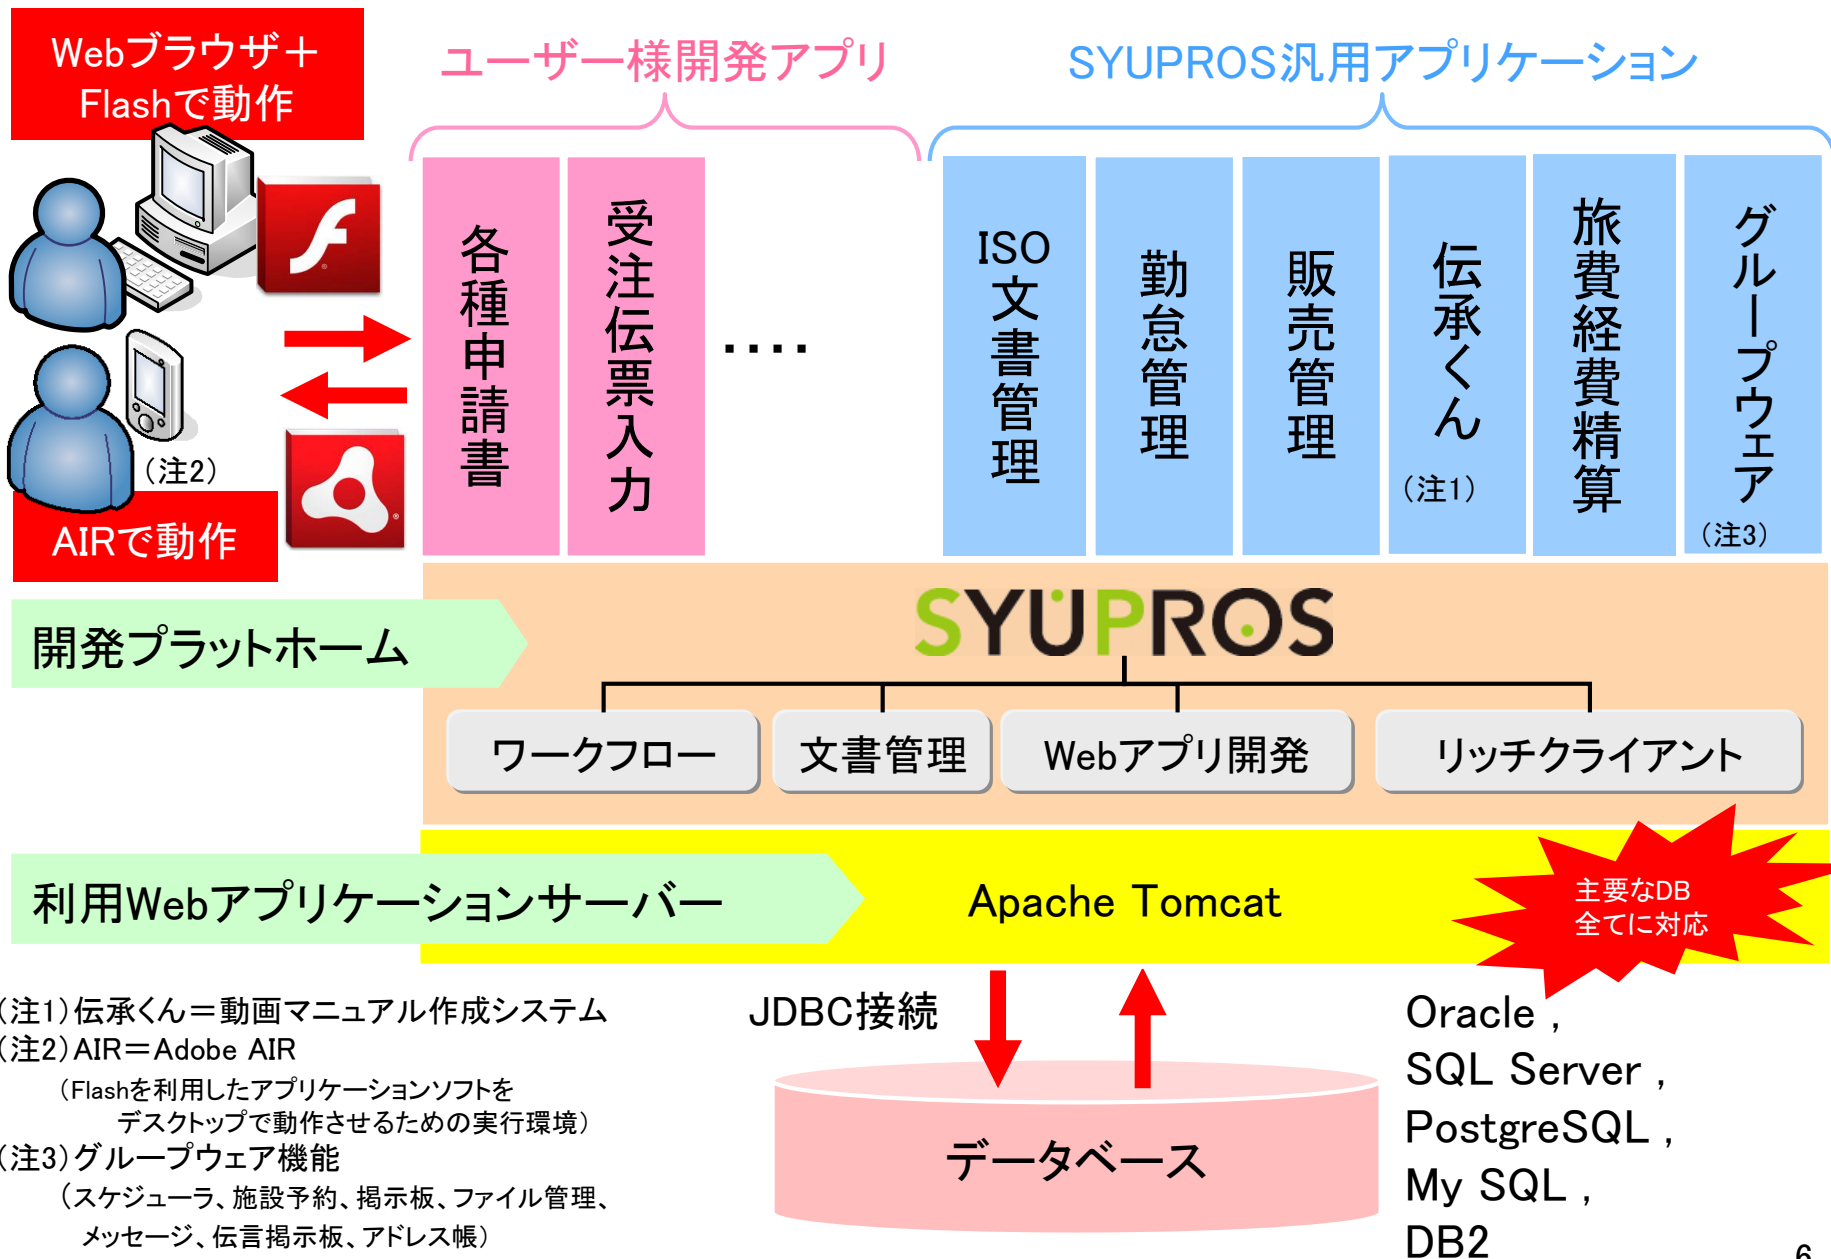 Webブラウザ＋
Flashで動作
ユーザー様開発アプリ
SYUPROS汎用アプリケーション
各種申請書
受注伝票入力
‥‥
ISO文書管理
勤怠管理
販売管理
伝承くん
（注1）
旅費経費精算
グループウェア
（注3）
（注2）
AIRで動作
開発プラットホーム
SYUPROS
ワークフロー
文書管理
Webアプリ開発
リッチクライアント
利用Webアプリケーションサーバー
Apache Tomcat
主要なDB
全てに対応
（注1）伝承くん＝動画マニュアル作成システム
（注2）AIR＝Adobe AIR
（Flashを利用したアプリケーションソフトを
デスクトップで動作させるための実行環境）
（注3）グループウェア機能
（スケジューラ、施設予約、掲示板、ファイル管理、
メッセージ、伝言掲示板、アドレス帳）
JDBC接続
データベース
Oracle ,
SQL Server ,
PostgreSQL ,
My SQL ,
DB2
6